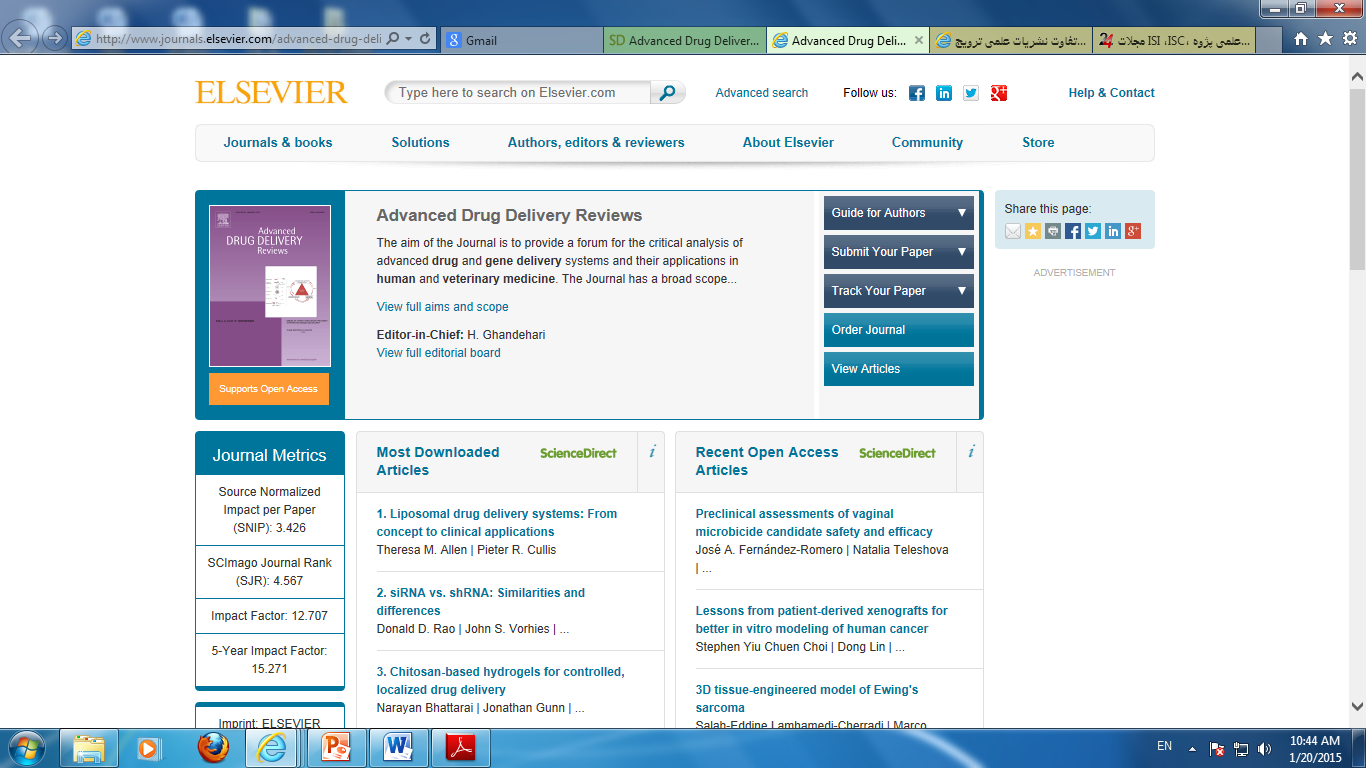 http://www.journals.elsevier.com/advanced-drug-deli
Gmail
SD Advanced Drug Deliver...
Advanced Drug Deli...
تفاوت نشریات علمی ترویج...
مجلات ISI ،ISC، علمی پژوه...
ELSEVIER
Type here to search on Elsevier.com
Advanced search
Follow us:
Help & Contact
Journals & books
Solutions
Authors, editors & reviewers
About Elsevier
Community
Store
Advanced
DRUG DELIVERY
Reviews
Supports Open Access
Advanced Drug Delivery Reviews
The aim of the Journal is to provide a forum for the critical analysis of
advanced drug and gene delivery systems and their applications in
human and veterinary medicine. The Journal has a broad scope...
View full aims and scope
Editor-in-Chief: H. Ghandehari
View full editorial board
Guide for Authors
Submit Your Paper
Track Your Paper
Order Journal
View Articles
Share this page:
ADVERTISEMENT
Journal Metrics
Source Normalized
Impact per Paper
(SNIP): 3.426
SCImago Journal Rank
(SJR): 4.567
Impact Factor: 12.707
5-Year Impact Factor:
15.271
Imprint: ELSEVIER
Most Downloaded
Articles
ScienceDirect
i
1. Liposomal drug delivery systems: From
concept to clinical applications
Theresa M. Allen | Pieter R. Cullis
2. siRNA vs. shRNA: Similarities and
differences
Donald D. Rao | John S. Vorhies | ...
3. Chitosan-based hydrogels for controlled,
localized drug delivery
Narayan Bhattarai | Jonathan Gunn | ...
Recent Open Access
Articles
ScienceDirect
i
Preclinical assessments of vaginal
microbicide candidate safety and efficacy
José A. Fernández-Romero | Natalia Teleshova
| ...
Lessons from patient-derived xenografts for
better in vitro modeling of human cancer
Stephen Yiu Chuen Choi | Dong Lin | ...
3D tissue-engineered model of Ewing's
sarcoma
Salah-Eddine Lamhamedi-Cherradi | Marco
EN
10:44 AM
1/20/2015